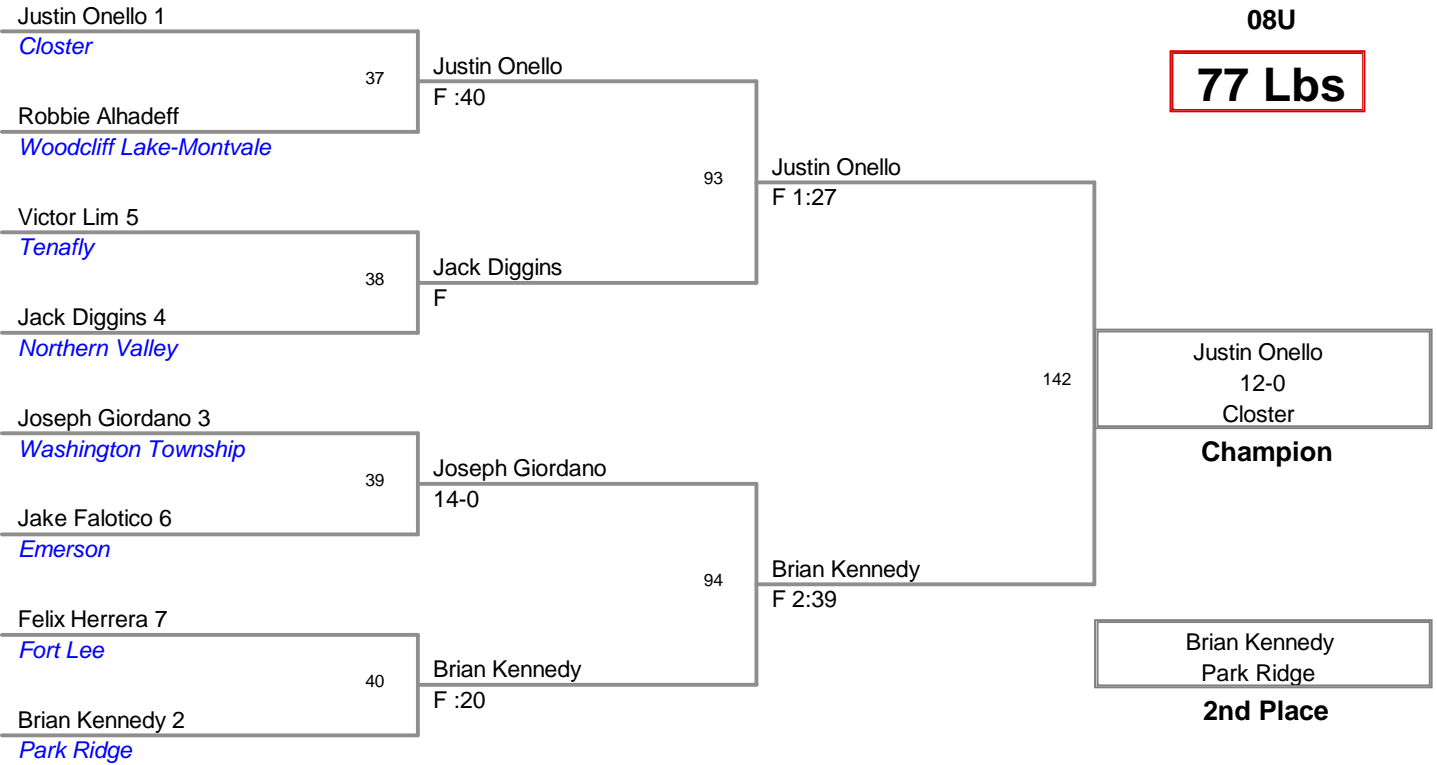 Justin Onello 1
Closter
37
Robbie Alhadeff
Woodcliff Lake-Montvale
Victor Lim 5
Tenafly
38
Jack Diggins 4
Northern Valley
Joseph Giordano 3
Washington Township
39
Jake Falotico 6
Emerson
Felix Herrera 7
Fort Lee
40
Brian Kennedy 2
Park Ridge
Justin Onello
F :40
93
Jack Diggins
F
Joseph Giordano
14-0
94
Brian Kennedy
F :20
Justin Onello
F 1:27
142
Brian Kennedy
F 2:39
08U
77 Lbs
Justin Onello
12-0
Closter
Champion
Brian Kennedy
Park Ridge
2nd Place